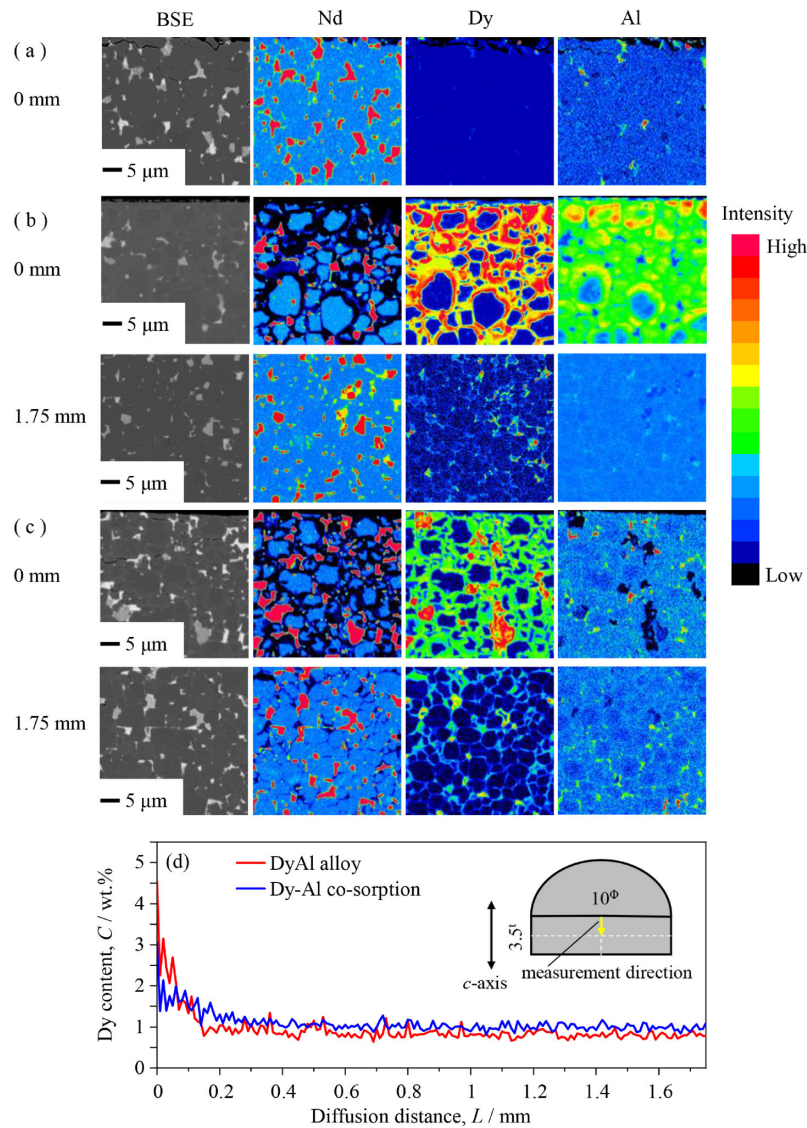 BSE Nd Dy Al
( a )
0 mm
5 μm
( b )
0 mm
5 μm
1.75 mm
5 μm
( c )
0 mm
5 μm
1.75 mm
5 μm
Intensity
High
Low
(d)
DyAl alloy
Dy-Al co-sorption
Dy content, C / wt.%
5
4
3
2
1
0
0 0.2 0.4 0.6 0.8 1 1.2 1.4 1.6
Diffusion distance, L / mm
10ᶲ
3.5ᵗ
c-axis
measurement direction